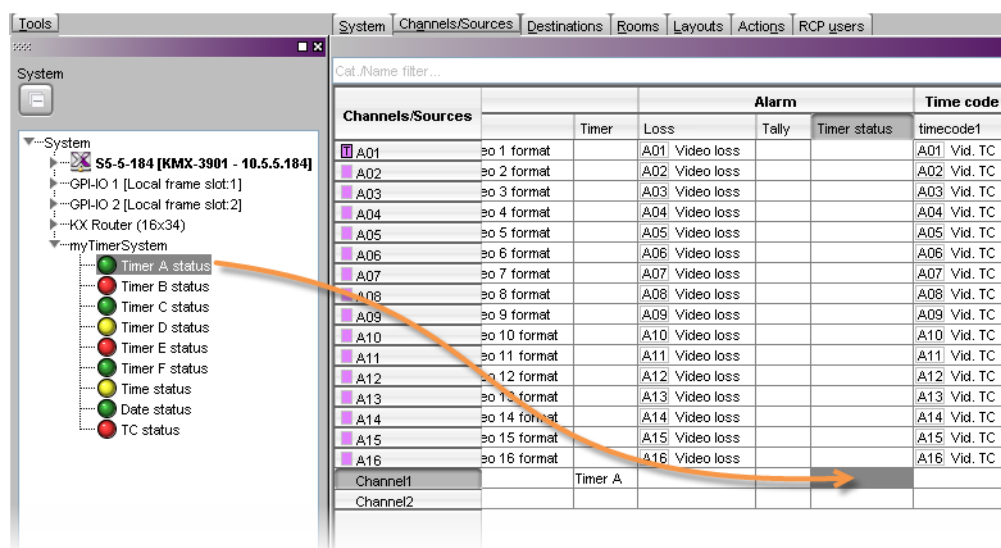 Tools
System Channels/Sources Destinations Rooms Layouts Actions RCP users
System
Cat./Name filter...
System
S5-5-184 [KMX-3901 - 10.5.5.184]
GPI-IO 1 [Local frame slot:1]
GPI-IO 2 [Local frame slot:2]
KX Router (16x34)
myTimerSystem
Timer A status
Timer B status
Timer C status
Timer D status
Timer E status
Timer F status
Time status
Date status
TC status
Channels/Sources Alarm Time code
Timer Loss Tally Timer status timecode1
T A01 eo 1 format A01 Video loss A01 Vid. TC
A02 eo 2 format A02 Video loss A02 Vid. TC
A03 eo 3 format A03 Video loss A03 Vid. TC
A04 eo 4 format A04 Video loss A04 Vid. TC
A05 eo 5 format A05 Video loss A05 Vid. TC
A06 eo 6 format A06 Video loss A06 Vid. TC
A07 eo 7 format A07 Video loss A07 Vid. TC
A08 eo 8 format A08 Video loss A08 Vid. TC
A09 eo 9 format A09 Video loss A09 Vid. TC
A10 eo 10 format A10 Video loss A10 Vid. TC
A11 eo 11 format A11 Video loss A11 Vid. TC
A12 eo 12 format A12 Video loss A12 Vid. TC
A13 eo 13 format A13 Video loss A13 Vid. TC
A14 eo 14 format A14 Video loss A14 Vid. TC
A15 eo 15 format A15 Video loss A15 Vid. TC
A16 eo 16 format A16 Video loss A16 Vid. TC
Channel1 Timer A
Channel2